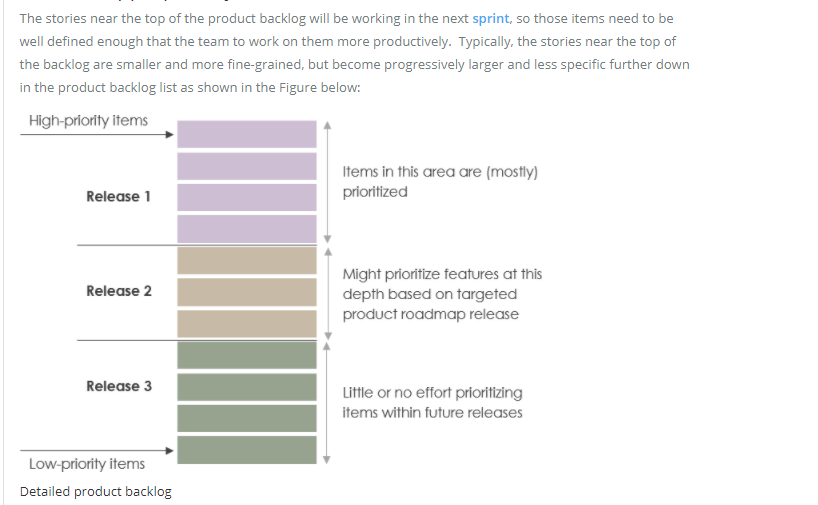 The stories near the top of the product backlog will be working in the next sprint, so those items need to be
well defined enough that the team to work on them more productively. Typically, the stories near the top of
the backlog are smaller and more fine-grained, but become progressively larger and less specific further down
in the product backlog list as shown in the Figure below:
High-priority items
Items in this area are (mostly)
prioritized
Release 1
Might prioritize features at this
depth based on targeted
product roadmap release
Release 2
Little or no effort prioritizing
items within future releases
Release 3
Low-priority items
Detailed product backlog